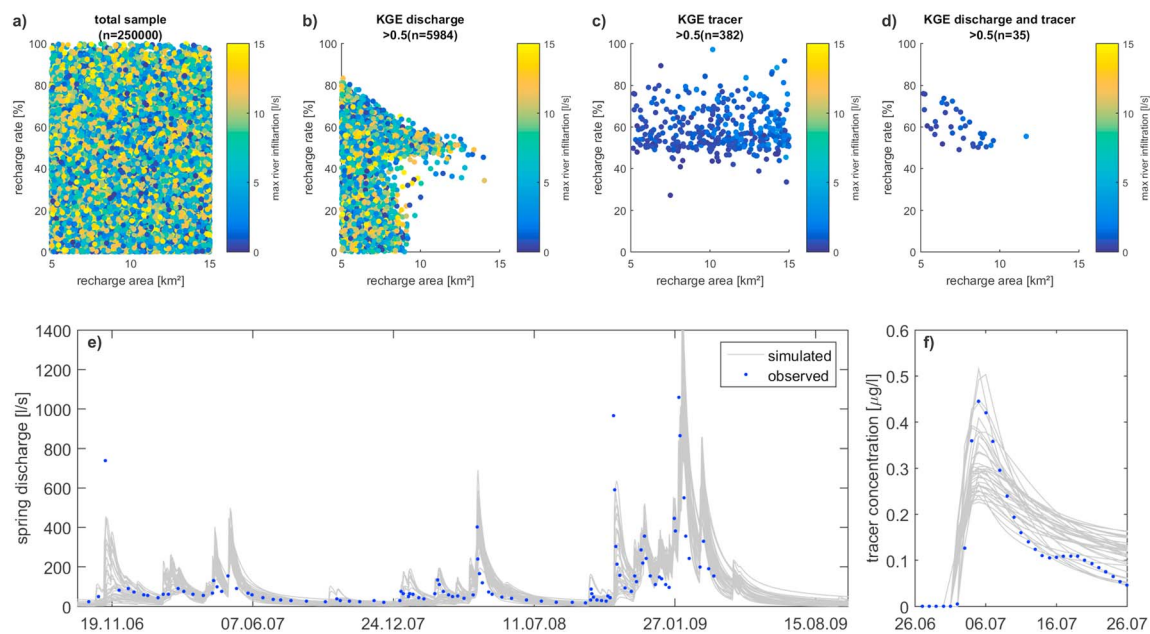 a) total sample
(n=250000)
100
80
60
40
20
0
recharge rate [%]
5 10 15
recharge area [km²]
15
10
5
0
max river infiltartion [l/s]
b) KGE discharge
>0.5(n=5984)
100
80
60
40
20
0
recharge rate [%]
5 10 15
recharge area [km²]
15
10
5
0
max river infiltartion [l/s]
c) KGE tracer
>0.5(n=382)
100
80
60
40
20
0
recharge rate [%]
5 10 15
recharge area [km²]
15
10
5
0
max river infiltartion [l/s]
d) KGE discharge and tracer
>0.5(n=35)
100
80
60
40
20
0
recharge rate [%]
5 10 15
recharge area [km²]
15
10
5
0
max river infiltartion [l/s]
e)
1400
1200
1000
800
600
400
200
0
spring discharge [l/s]
simulated
observed
19.11.06 07.06.07 24.12.07 11.07.08 27.01.09 15.08.09
f)
0.6
0.5
0.4
0.3
0.2
0.1
0
tracer concentration [µg/l]
26.06 06.07 16.07 26.07